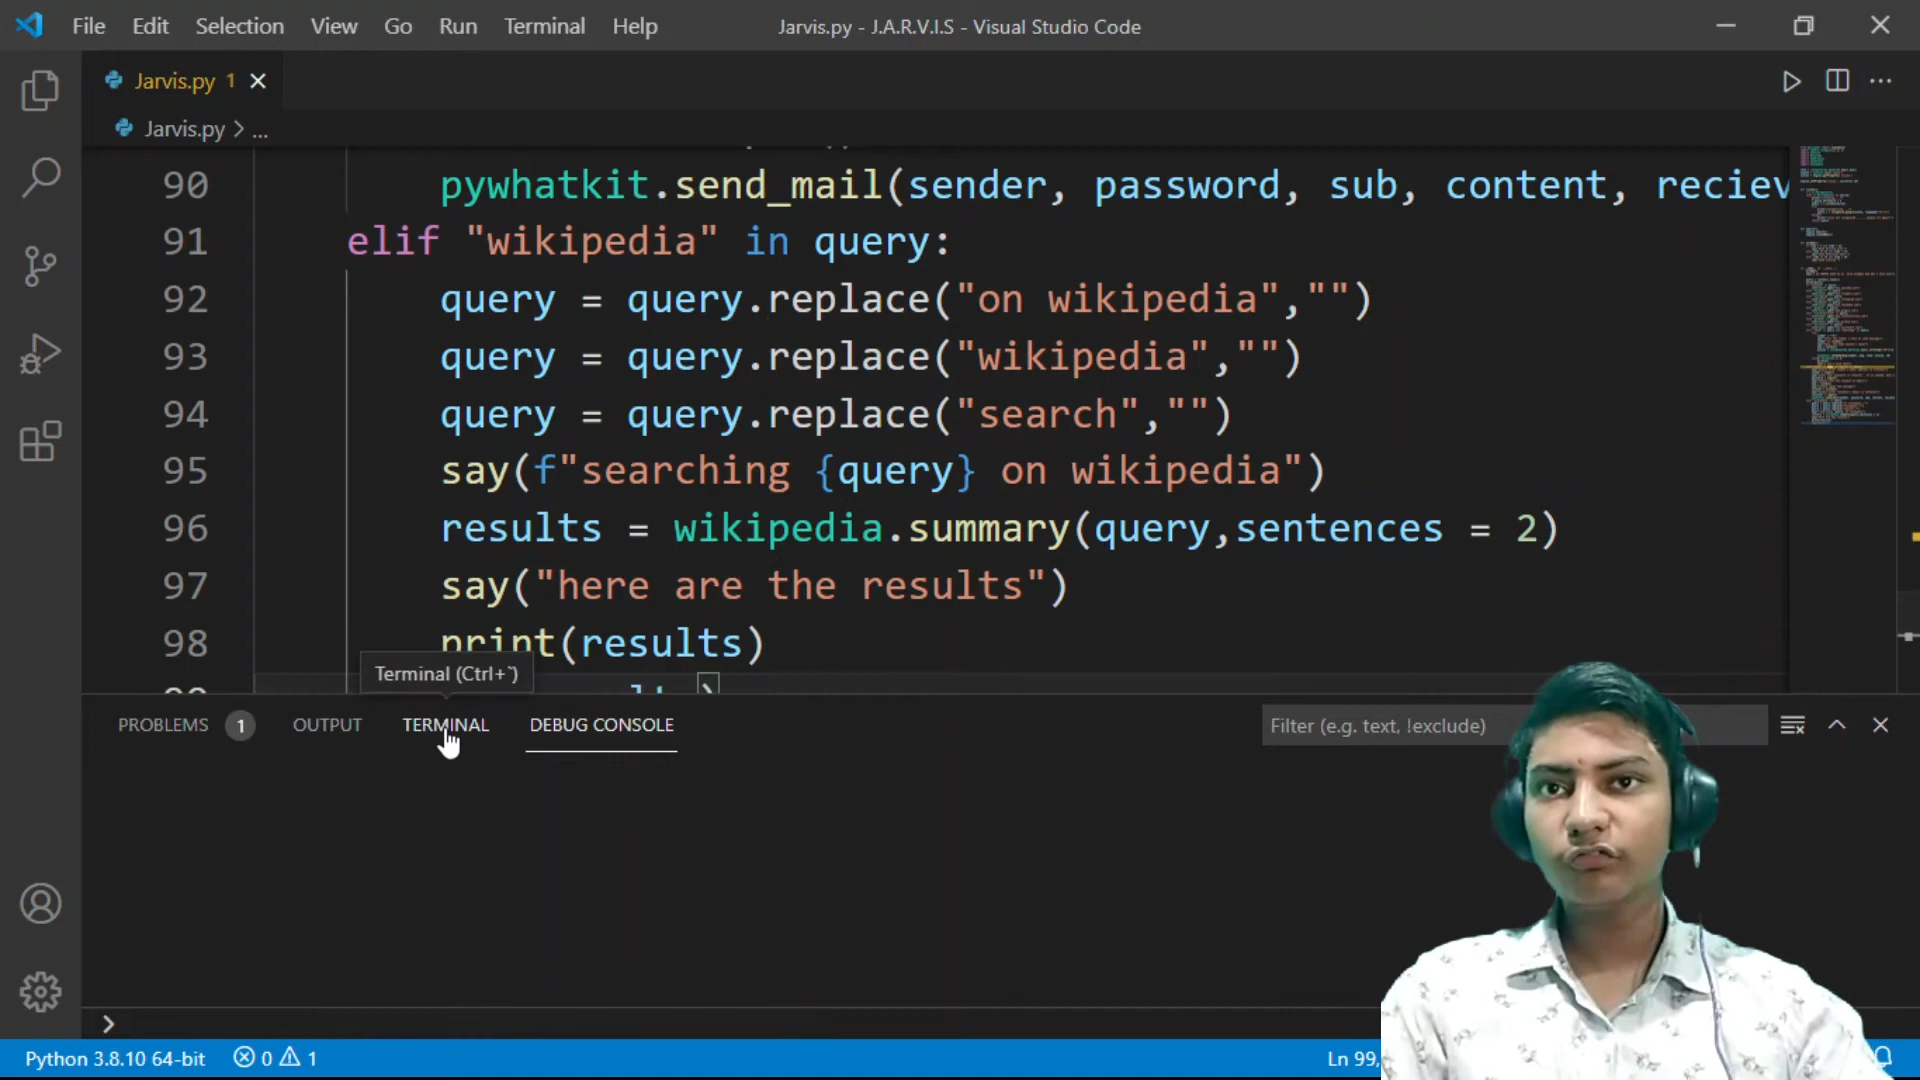 File Edit Selection View Go Run Terminal Help Jarvis.py - J.A.R.V.I.S - Visual Studio Code
Jarvis.py 1
Jarvis.py > ...
90 pywhatkit.send_mail(sender, password, sub, content, reciev
91 elif "wikipedia" in query:
92 query = query.replace("on wikipedia","")
93 query = query.replace("wikipedia","")
94 query = query.replace("search","")
95 say(f"searching {query} on wikipedia")
96 results = wikipedia.summary(query,sentences = 2)
97 say("here are the results")
98 print(results)
Terminal (Ctrl+`)
PROBLEMS 1 OUTPUT TERMINAL DEBUG CONSOLE Filter (e.g. text, !exclude)
Python 3.8.10 64-bit 0 1 Ln 99,